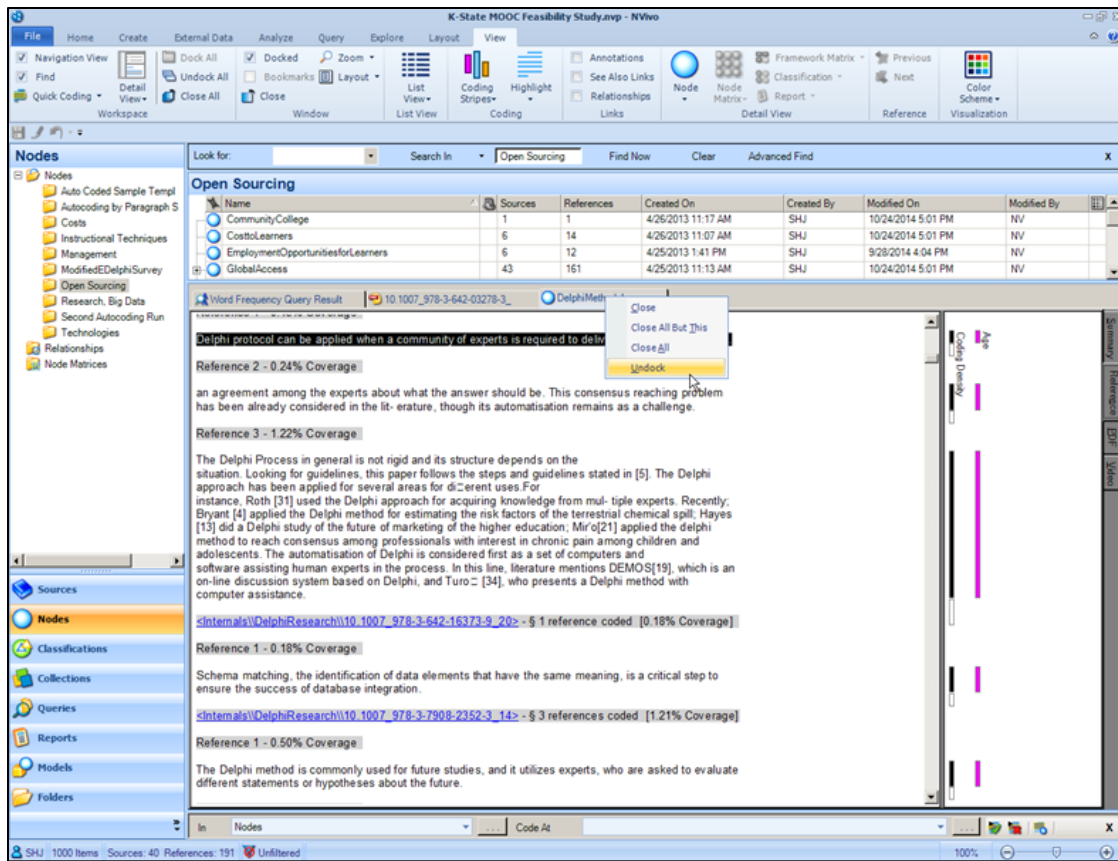 K-State MOOC Feasibility Study.nvp - NVivo
File Home Create External Data Analyze Query Explore Layout View
Navigation View
Find
Quick Coding
Detail View
Workspace
Dock All
Undock All
Close All
Docked
Bookmarks
Close
Zoom
Layout
Window
List View
List View
Coding Stripes
Highlight
Coding
Annotations
See Also Links
Relationships
Links
Node
Node Matrix
Framework Matrix
Classification
Report
Detail View
Previous
Next
Reference
Color Scheme
Visualization
Nodes
Look for: Search In Open Sourcing Find Now Clear Advanced Find X
Nodes
Auto Coded Sample Templ
Autocoding by Paragraph S
Costs
Instructional Techniques
Management
ModifiedEDelphiSurvey
Open Sourcing
Research, Big Data
Second Autocoding Run
Technologies
Relationships
Node Matrices
Open Sourcing
Name Sources References Created On Created By Modified On Modified By
CommunityCollege 1 1 4/26/2013 11:17 AM SHJ 10/24/2014 5:01 PM NV
CosttoLearners 6 14 4/26/2013 11:07 AM SHJ 10/24/2014 5:01 PM NV
EmploymentOpportunitiesforLearners 6 12 4/25/2013 1:41 PM SHJ 9/28/2014 4:04 PM NV
GlobalAccess 43 161 4/25/2013 11:13 AM SHJ 10/24/2014 5:01 PM NV
Word Frequency Query Result 10.1007_978-3-642-03278-3_
Close
Close All But This
Close All
Undock
Delphi protocol can be applied when a community of experts is required to
Reference 2 - 0.24% Coverage
an agreement among the experts about what the answer should be. This consensus reaching problem
has been already considered in the lit- erature, though its automatisation remains as a challenge.
Reference 3 - 1.22% Coverage
The Delphi Process in general is not rigid and its structure depends on the
situation. Looking for guidelines, this paper follows the steps and guidelines stated in [5]. The Delphi
approach has been applied for several areas for di⊐erent uses.For
instance, Roth [31] used the Delphi approach for acquiring knowledge from mul- tiple experts. Recently;
Bryant [4] applied the Delphi method for estimating the risk factors of the terrestrial chemical spill; Hayes
[13] did a Delphi study of the future of marketing of the higher education; Mir'o[21] applied the delphi
method to reach consensus among professionals with interest in chronic pain among children and
adolescents. The automatisation of Delphi is considered first as a set of computers and
software assisting human experts in the process. In this line, literature mentions DEMOS[19], which is an
on-line discussion system based on Delphi, and Turo⊐ [34], who presents a Delphi method with
computer assistance.
<Internals\\DelphiResearch\\10.1007_978-3-642-16373-9_20> - § 1 reference coded [0.18% Coverage]
Reference 1 - 0.18% Coverage
Schema matching, the identification of data elements that have the same meaning, is a critical step to
ensure the success of database integration.
<Internals\\DelphiResearch\\10.1007_978-3-7908-2352-3_14> - § 3 references coded [1.21% Coverage]
Reference 1 - 0.50% Coverage
The Delphi method is commonly used for future studies, and it utilizes experts, who are asked to evaluate
different statements or hypotheses about the future.
Coding Density
Age
Summary
Reference
PDF
Video
Sources
Nodes
Classifications
Collections
Queries
Reports
Models
Folders
In Nodes ... Code At ... X
SHJ 1000 Items Sources: 40 References: 191 Unfiltered 100%